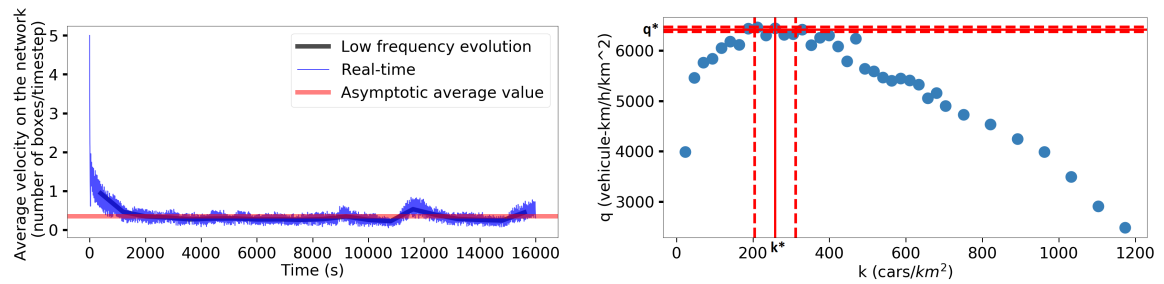 Average velocity on the network
(number of boxes/timestep)
5
4
3
2
1
0
Low frequency evolution
Real-time
Asymptotic average value
0 2000 4000 6000 8000 10000 12000 14000 16000
Time (s)
q (vehicule-km/h/km^2)
q*
6000
5000
4000
3000
0 200 400 600 800 1000 1200
k*
k (cars/km²)